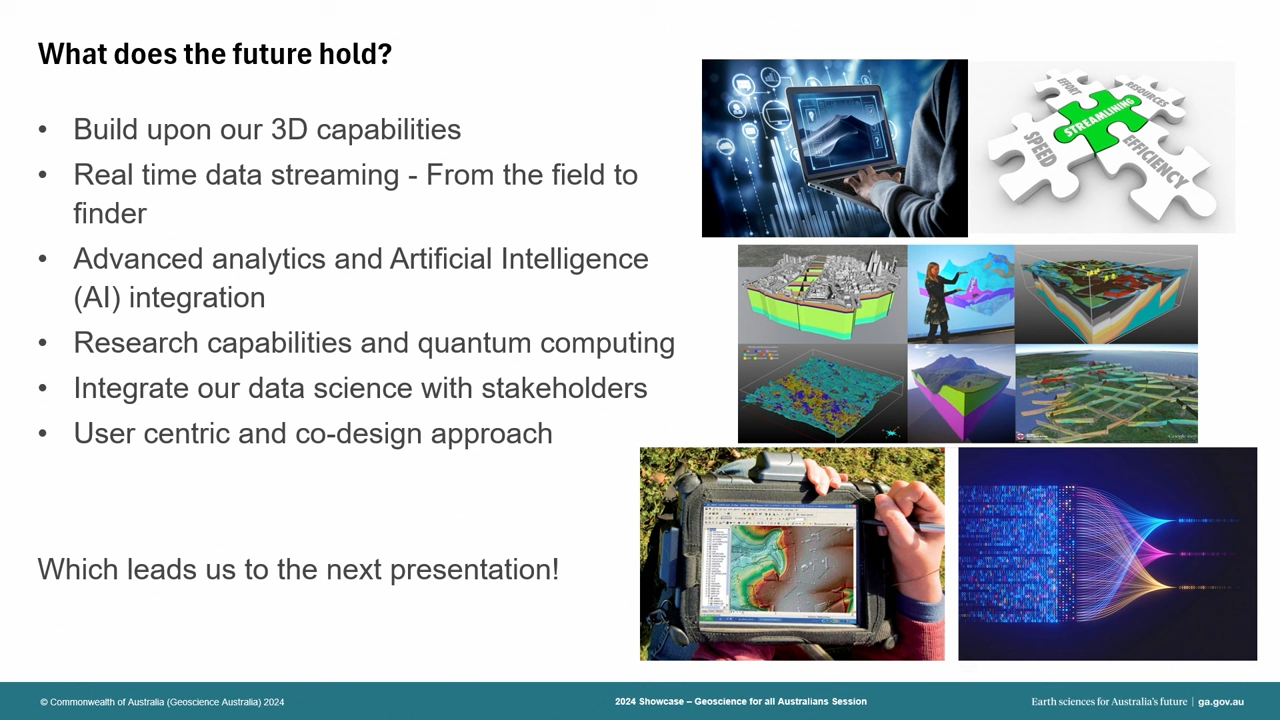 What does the future hold?
• Build upon our 3D capabilities
• Real time data streaming - From the field to
finder
• Advanced analytics and Artificial Intelligence
(AI) integration
• Research capabilities and quantum computing
• Integrate our data science with stakeholders
• User centric and co-design approach
Which leads us to the next presentation!
EFFORT
RESOURCES
STREAMLINING
SPEED
EFFICIENCY
© Commonwealth of Australia (Geoscience Australia) 2024
2024 Showcase – Geoscience for all Australians Session
Earth sciences for Australia's future | ga.gov.au